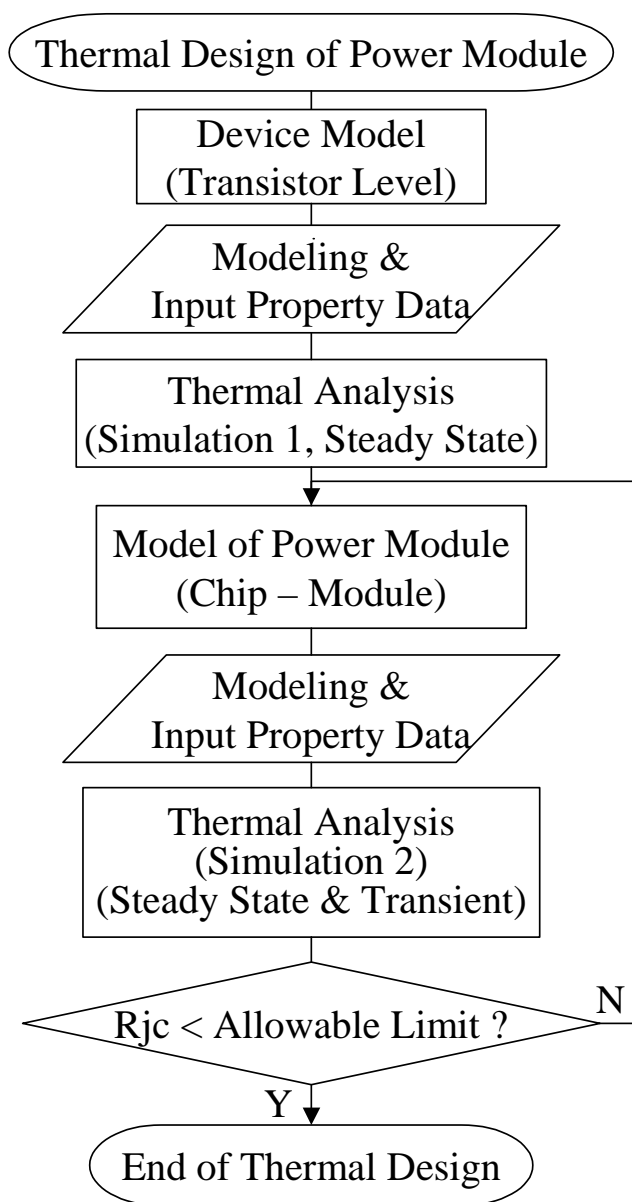 Thermal Design of Power Module
Device Model
(Transistor Level)
Modeling &
Input Property Data
Thermal Analysis
(Simulation 1, Steady State)
Model of Power Module
(Chip – Module)
Modeling &
Input Property Data
Thermal Analysis
(Simulation 2)
(Steady State & Transient)
Rjc < Allowable Limit ?
N
Y
End of Thermal Design